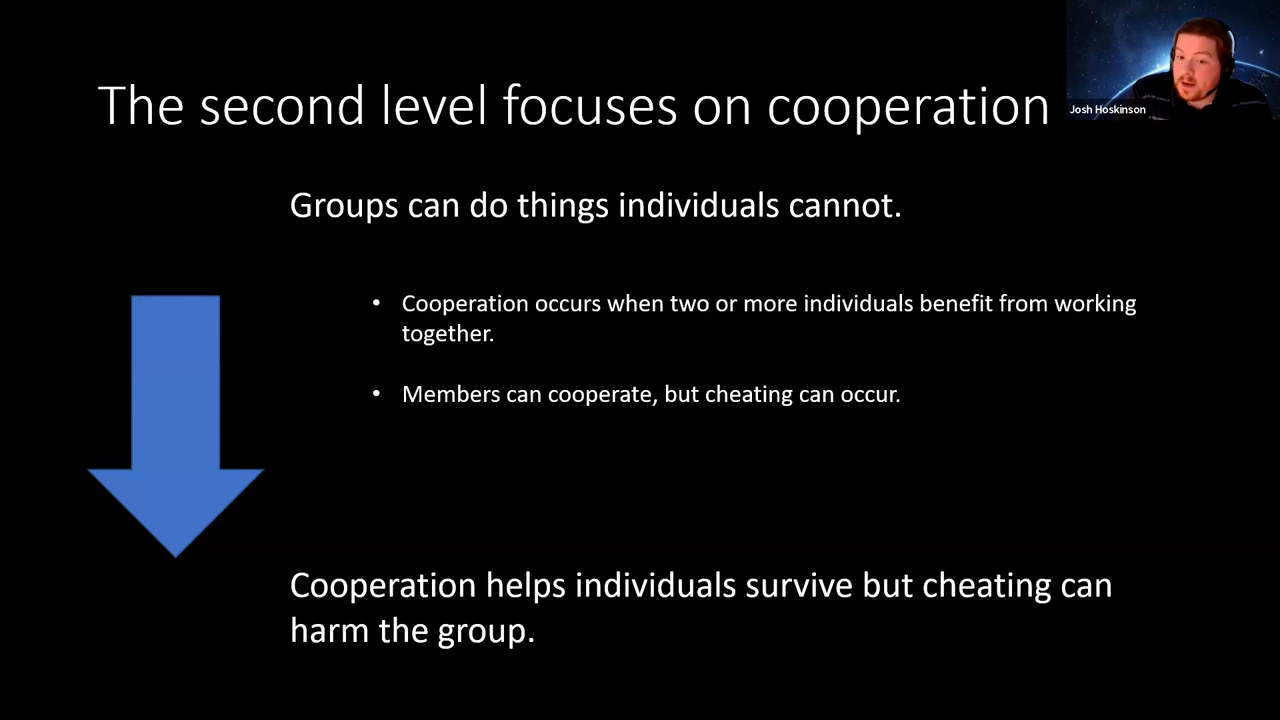 The second level focuses on cooperation
Josh Hoskinson
Groups can do things individuals cannot.
• Cooperation occurs when two or more individuals benefit from working
together.
• Members can cooperate, but cheating can occur.
Cooperation helps individuals survive but cheating can
harm the group.